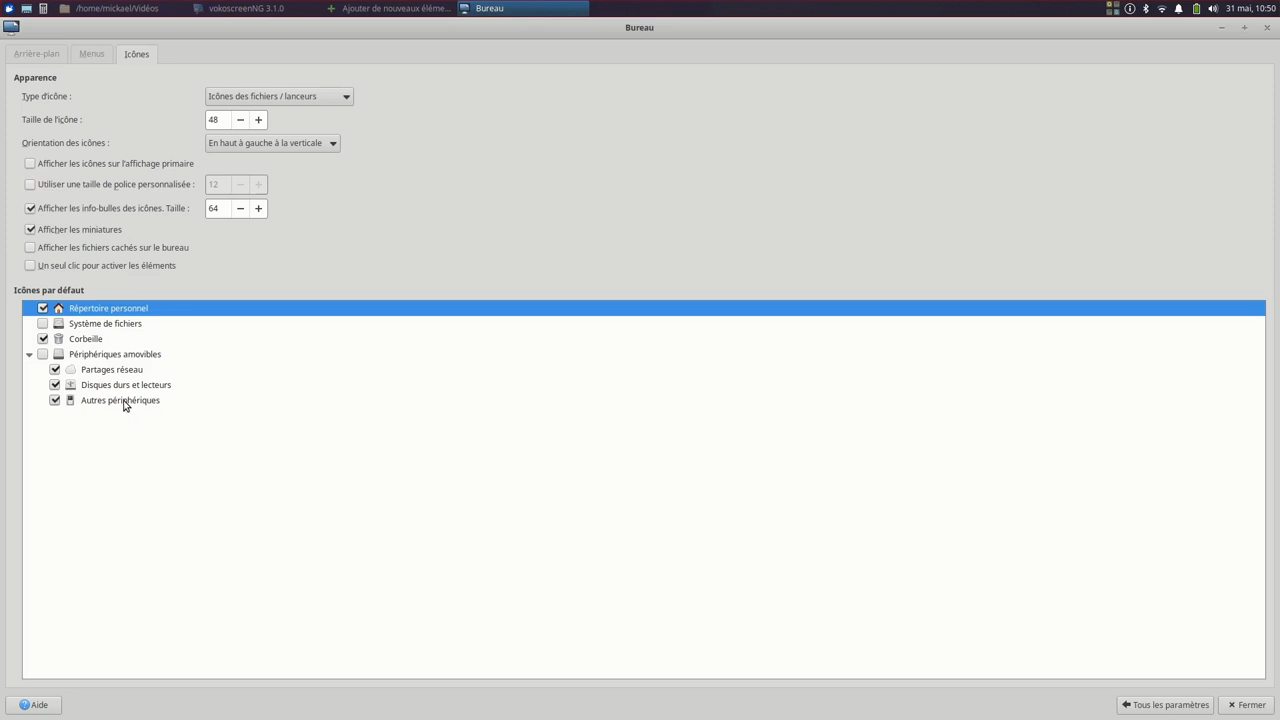 /home/mickael/Vidéos
vokoscreenNG 3.1.0
Ajouter de nouveaux éléme...
Bureau
31 mai, 10:50
Bureau
Arrière-plan
Menus
Icônes
Apparence
Type d'icône :
Icônes des fichiers / lanceurs
Taille de l'icône :
48
Orientation des icônes :
En haut à gauche à la verticale
Afficher les icônes sur l'affichage primaire
Utiliser une taille de police personnalisée :
12
Afficher les info-bulles des icônes. Taille :
64
Afficher les miniatures
Afficher les fichiers cachés sur le bureau
Un seul clic pour activer les éléments
Icônes par défaut
Répertoire personnel
Système de fichiers
Corbeille
Périphériques amovibles
Partages réseau
Disques durs et lecteurs
Autres périphériques
Aide
Tous les paramètres
Fermer